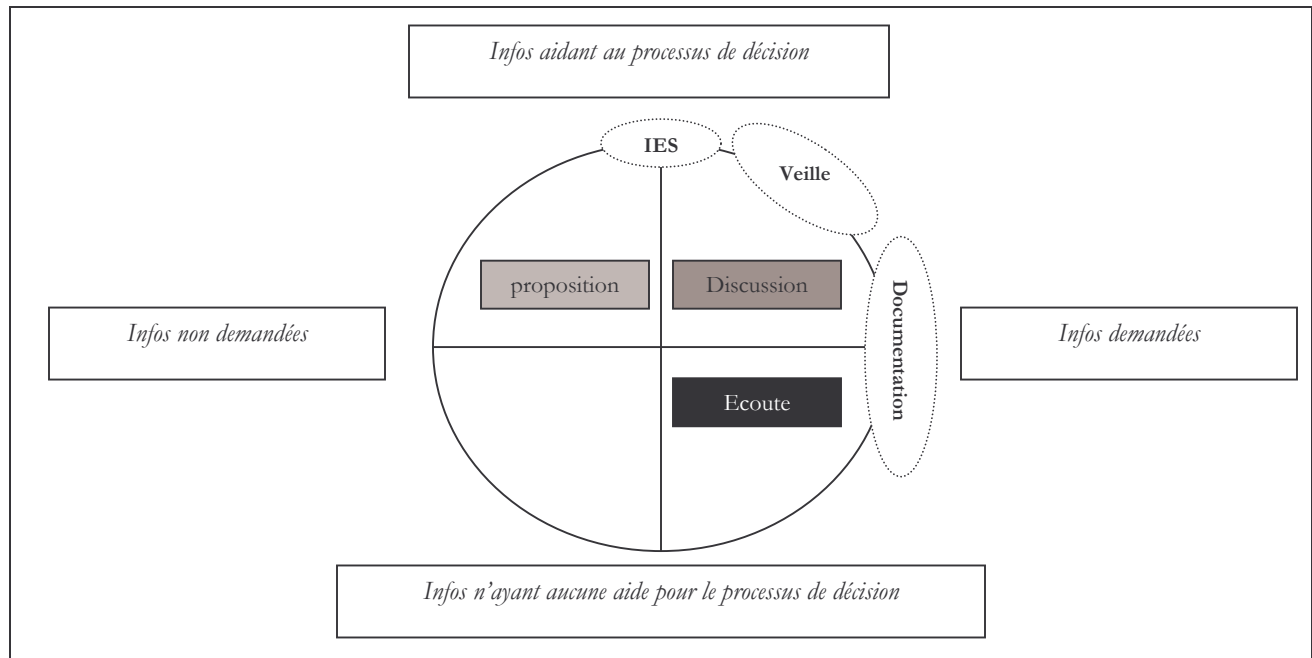 Infos aidant au processus de décision
IES
Veille
proposition
Discussion
Documentation
Infos non demandées
Infos demandées
Ecoute
Infos n'ayant aucune aide pour le processus de décision